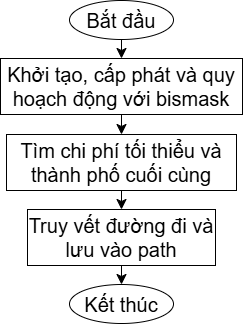 Bắt đầu
Khởi tạo, cấp phát và quy
hoạch động với bismask
Tìm chi phí tối thiểu và
thành phố cuối cùng
Truy vết đường đi và
lưu vào path
Kết thúc